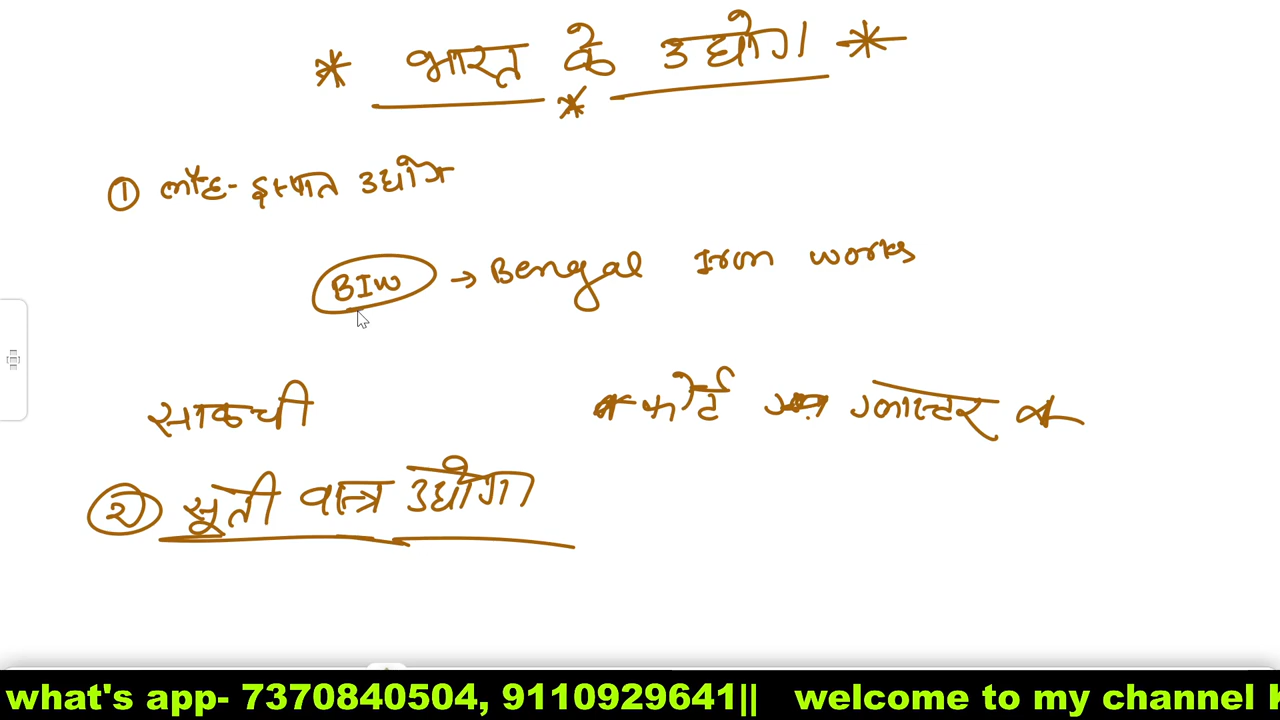 * भारत के उद्योग *
*
① लौह-इस्पात उद्योग
BIW → Bengal Iron works
साकची फोर्ट ग्लास्टर
② सूती वस्त्र उद्योग
what's app- 7370840504, 9110929641|| welcome to my channel